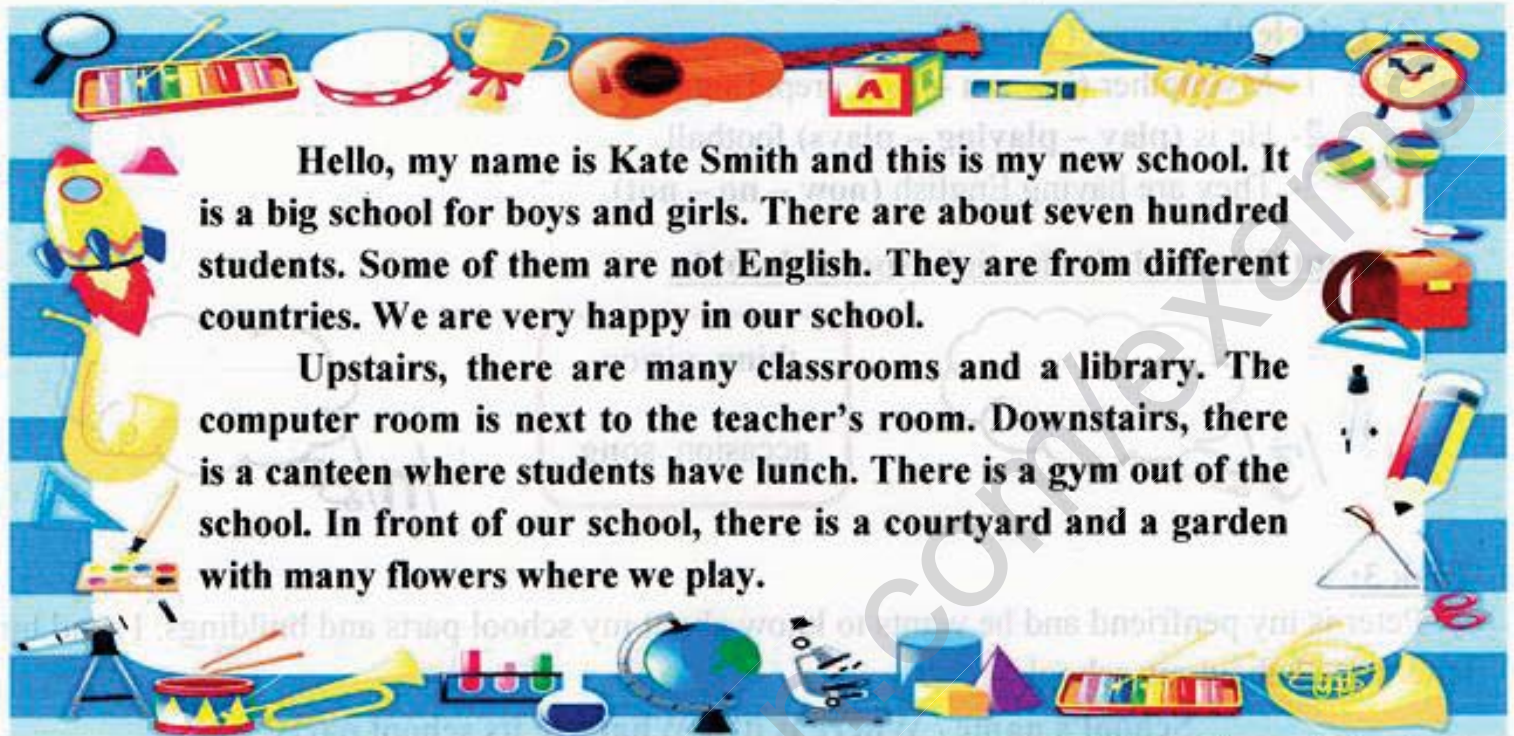 Hello, my name is Kate Smith and this is my new school. It
is a big school for boys and girls. There are about seven hundred
students. Some of them are not English. They are from different
countries. We are very happy in our school.
Upstairs, there are many classrooms and a library. The
computer room is next to the teacher’s room. Downstairs, there
is a canteen where students have lunch. There is a gym out of the
school. In front of our school, there is a courtyard and a garden
with many flowers where we play.
A
com/exams